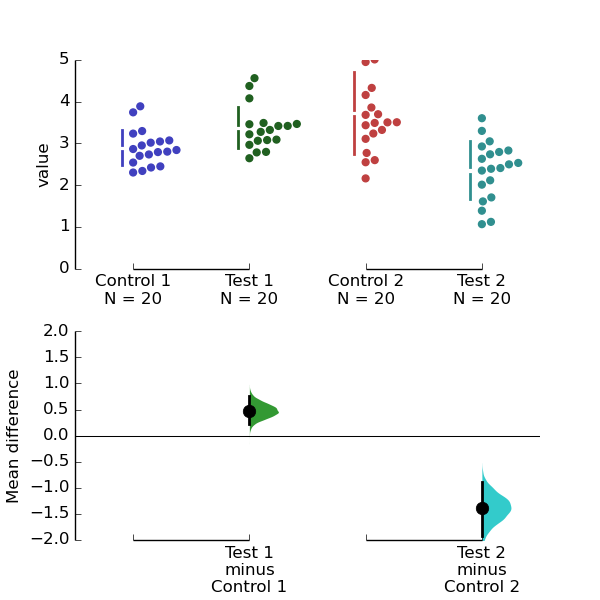 value
5
4
3
2
1
0
Control 1
N = 20
Test 1
N = 20
Control 2
N = 20
Test 2
N = 20
Mean difference
2.0
1.5
1.0
0.5
0.0
−0.5
−1.0
−1.5
−2.0
Test 1
minus
Control 1
Test 2
minus
Control 2